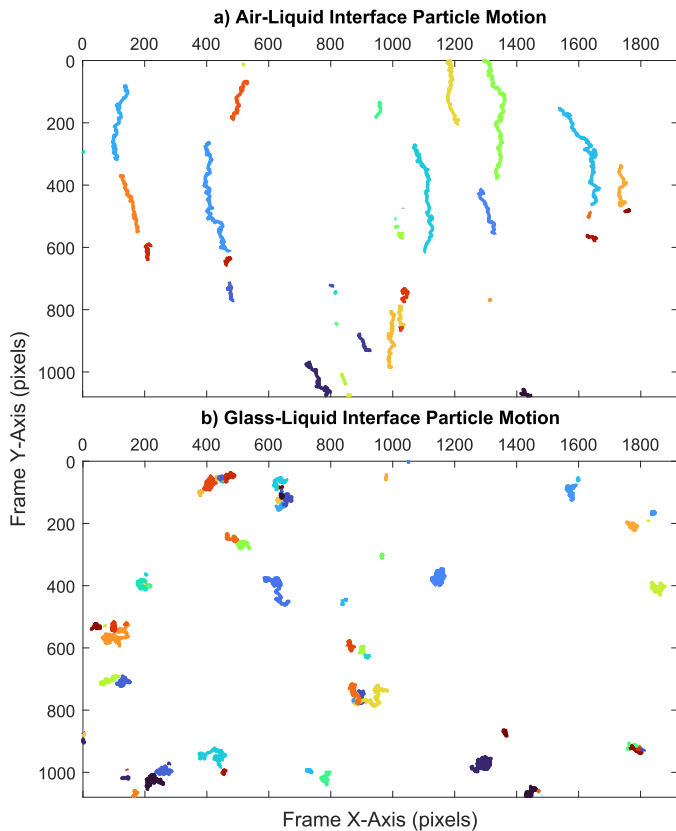 a) Air-Liquid Interface Particle Motion
0 200 400 600 800 1000 1200 1400 1600 1800
0
200
400
600
800
1000
b) Glass-Liquid Interface Particle Motion
0 200 400 600 800 1000 1200 1400 1600 1800
0
200
400
600
800
1000
Frame Y-Axis (pixels)
Frame X-Axis (pixels)